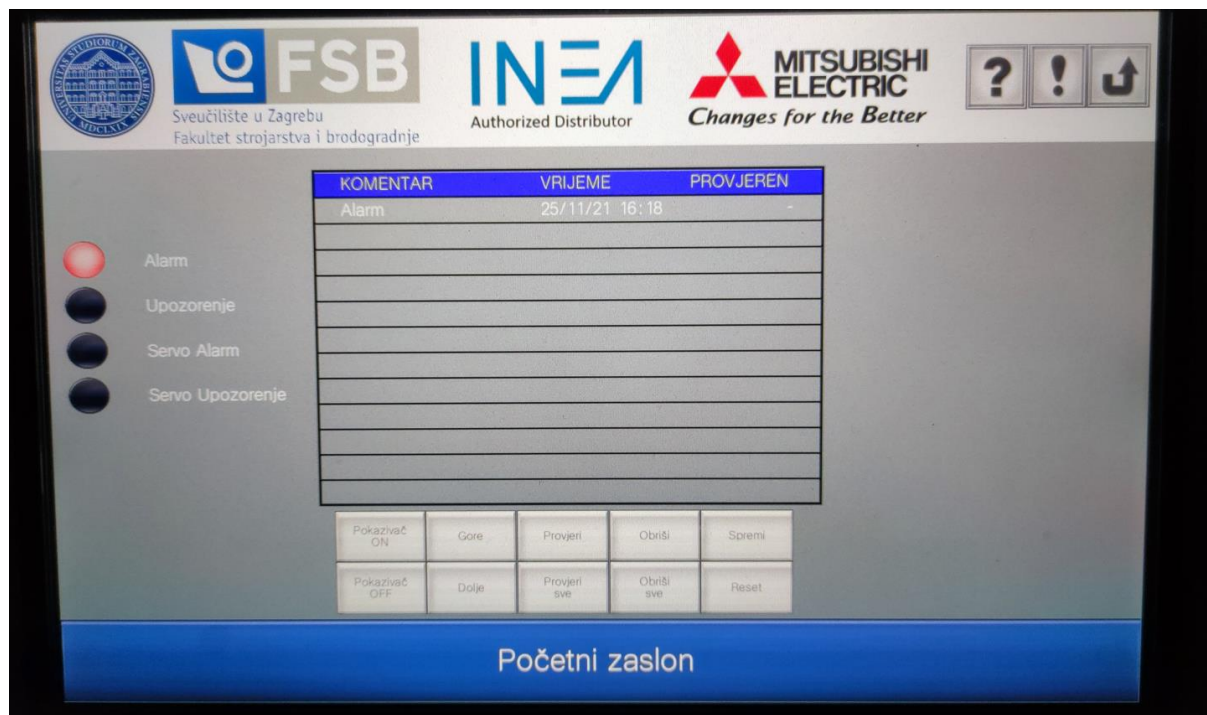 FSB
Sveučilište u Zagrebu
Fakultet strojarstva i brodogradnje
INEA
Authorized Distributor
MITSUBISHI
ELECTRIC
Changes for the Better
? !
KOMENTAR VRIJEME PROVJEREN
Alarm 25/11/21 16:18 -
Alarm
Upozorenje
Servo Alarm
Servo Upozorenje
Pokazivač ON
Gore
Provjeri
Obriši
Spremi
Pokazivač OFF
Dolje
Provjeri sve
Obriši sve
Reset
Početni zaslon